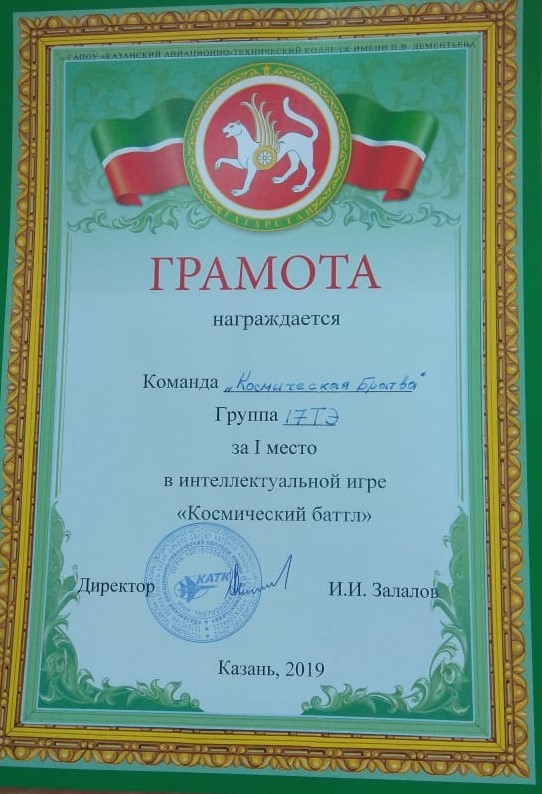 ГАПОУ «КАЗАНСКИЙ АВИАЦИОННО-ТЕХНИЧЕСКИЙ КОЛЛЕДЖ ИМЕНИ П.В. ДЕМЕНТЬЕВА
ТАТАРСТАН
ГРАМОТА
награждается
Команда „Космическая братва"
Группа 17ТЭ
за I место
в интеллектуальной игре
«Космический баттл»
КАТК
Директор И.И. Залалов
Казань, 2019